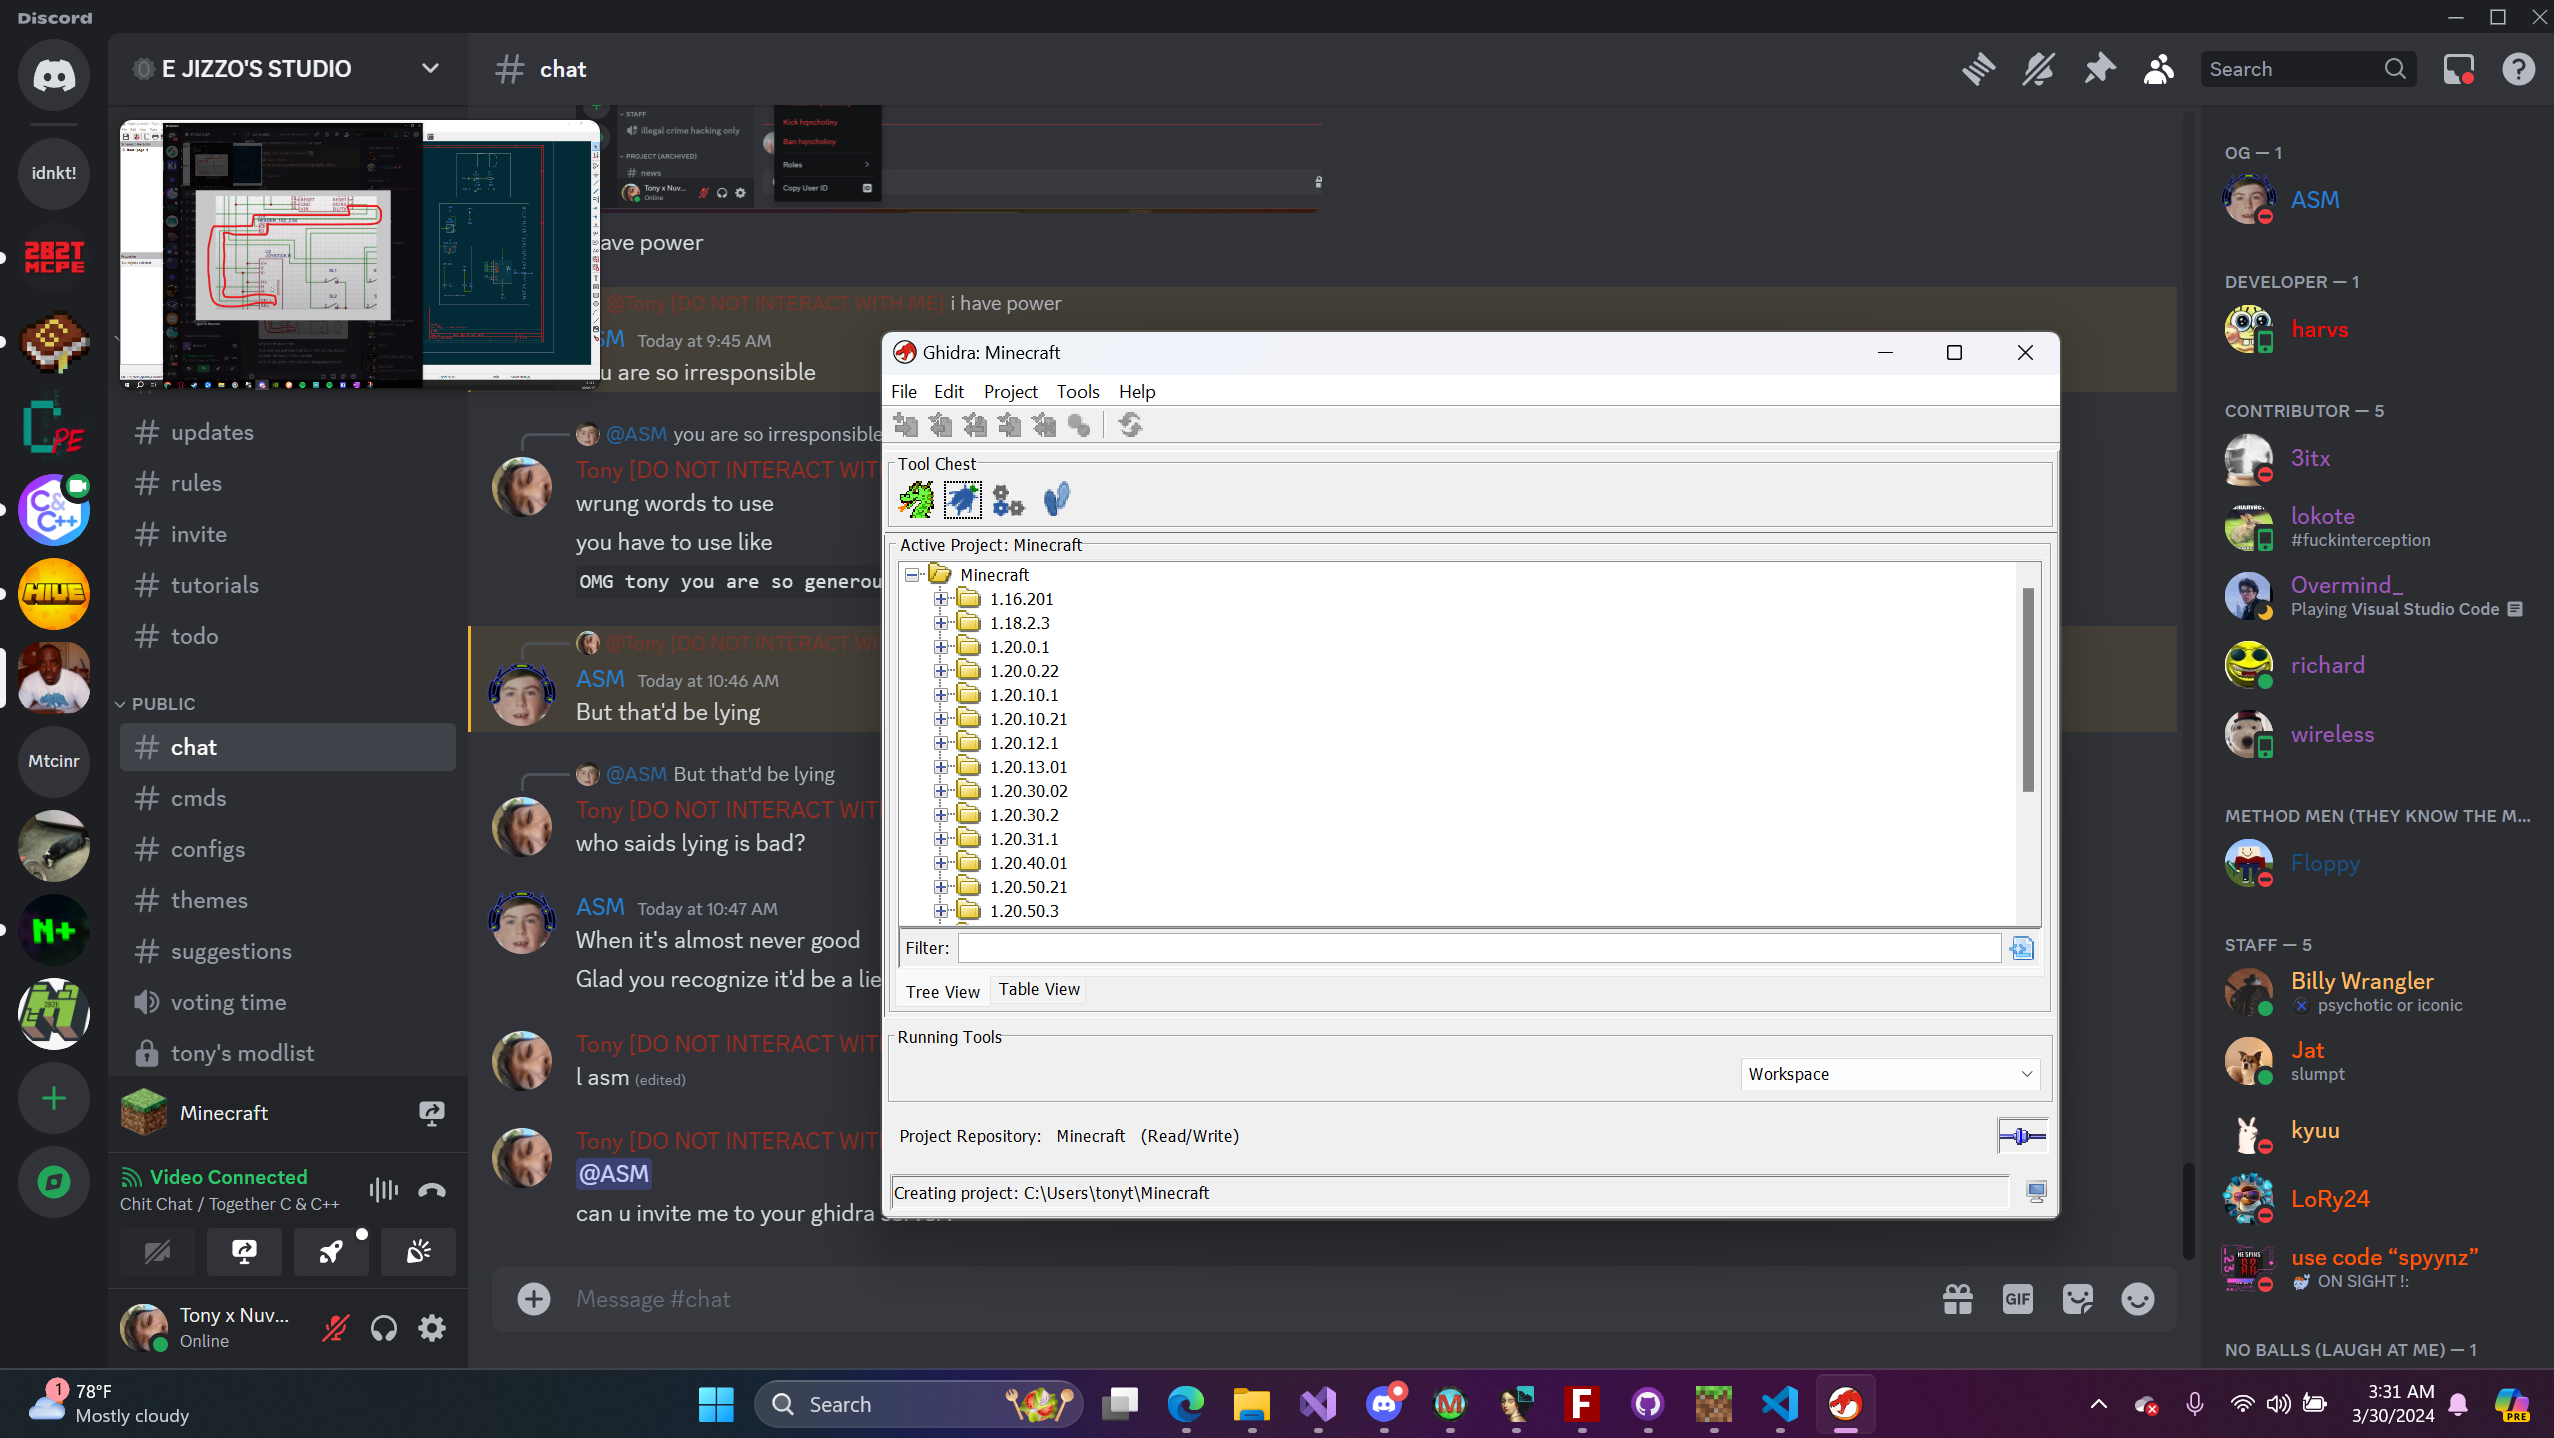 Discord
idnkt!
2B2T
MCPE
PE
C&
C++
HIVE
Mtcinr
N+
E JIZZO'S STUDIO
updates
rules
invite
tutorials
todo
PUBLIC
chat
cmds
configs
themes
suggestions
voting time
tony's modlist
Minecraft
Video Connected
Chit Chat / Together C & C++
Tony x Nuv...
Online
chat
Search
STAFF
illegal crime hacking only
PROJECT (ARCHIVED)
news
Tony x Nuv...
Online
Kick hqncholiny
Ban hqncholiny
Roles
Copy User ID
ave power
@Tony [DO NOT INTERACT WITH ME] i have power
SM Today at 9:45 AM
u are so irresponsible
@ASM you are so irresponsible
Tony [DO NOT INTERACT WIT
wrung words to use
you have to use like
OMG tony you are so generou
@Tony [DO NOT INTERACT WIT
ASM Today at 10:46 AM
But that'd be lying
@ASM But that'd be lying
Tony [DO NOT INTERACT WIT
who saids lying is bad?
ASM Today at 10:47 AM
When it's almost never good
Glad you recognize it'd be a lie
Tony [DO NOT INTERACT WIT
l asm (edited)
Tony [DO NOT INTERACT WIT
@ASM
can u invite me to your ghidra
Message #chat
GIF
Ghidra: Minecraft
File Edit Project Tools Help
Tool Chest
Active Project: Minecraft
Minecraft
1.16.201
1.18.2.3
1.20.0.1
1.20.0.22
1.20.10.1
1.20.10.21
1.20.12.1
1.20.13.01
1.20.30.02
1.20.30.2
1.20.31.1
1.20.40.01
1.20.50.21
1.20.50.3
Filter:
Tree View Table View
Running Tools
Workspace
Project Repository: Minecraft (Read/Write)
Creating project: C:\Users\tonyt\Minecraft
OG — 1
ASM
DEVELOPER — 1
harvs
CONTRIBUTOR — 5
3itx
lokote
#fuckinterception
Overmind_
Playing Visual Studio Code
richard
wireless
METHOD MEN (THEY KNOW THE M...
Floppy
STAFF — 5
Billy Wrangler
psychotic or iconic
Jat
slumpt
kyuu
LoRy24
use code “spyynz”
ON SIGHT !:
NO BALLS (LAUGH AT ME) — 1
1
78°F
Mostly cloudy
Search
3:31 AM
3/30/2024
PRE